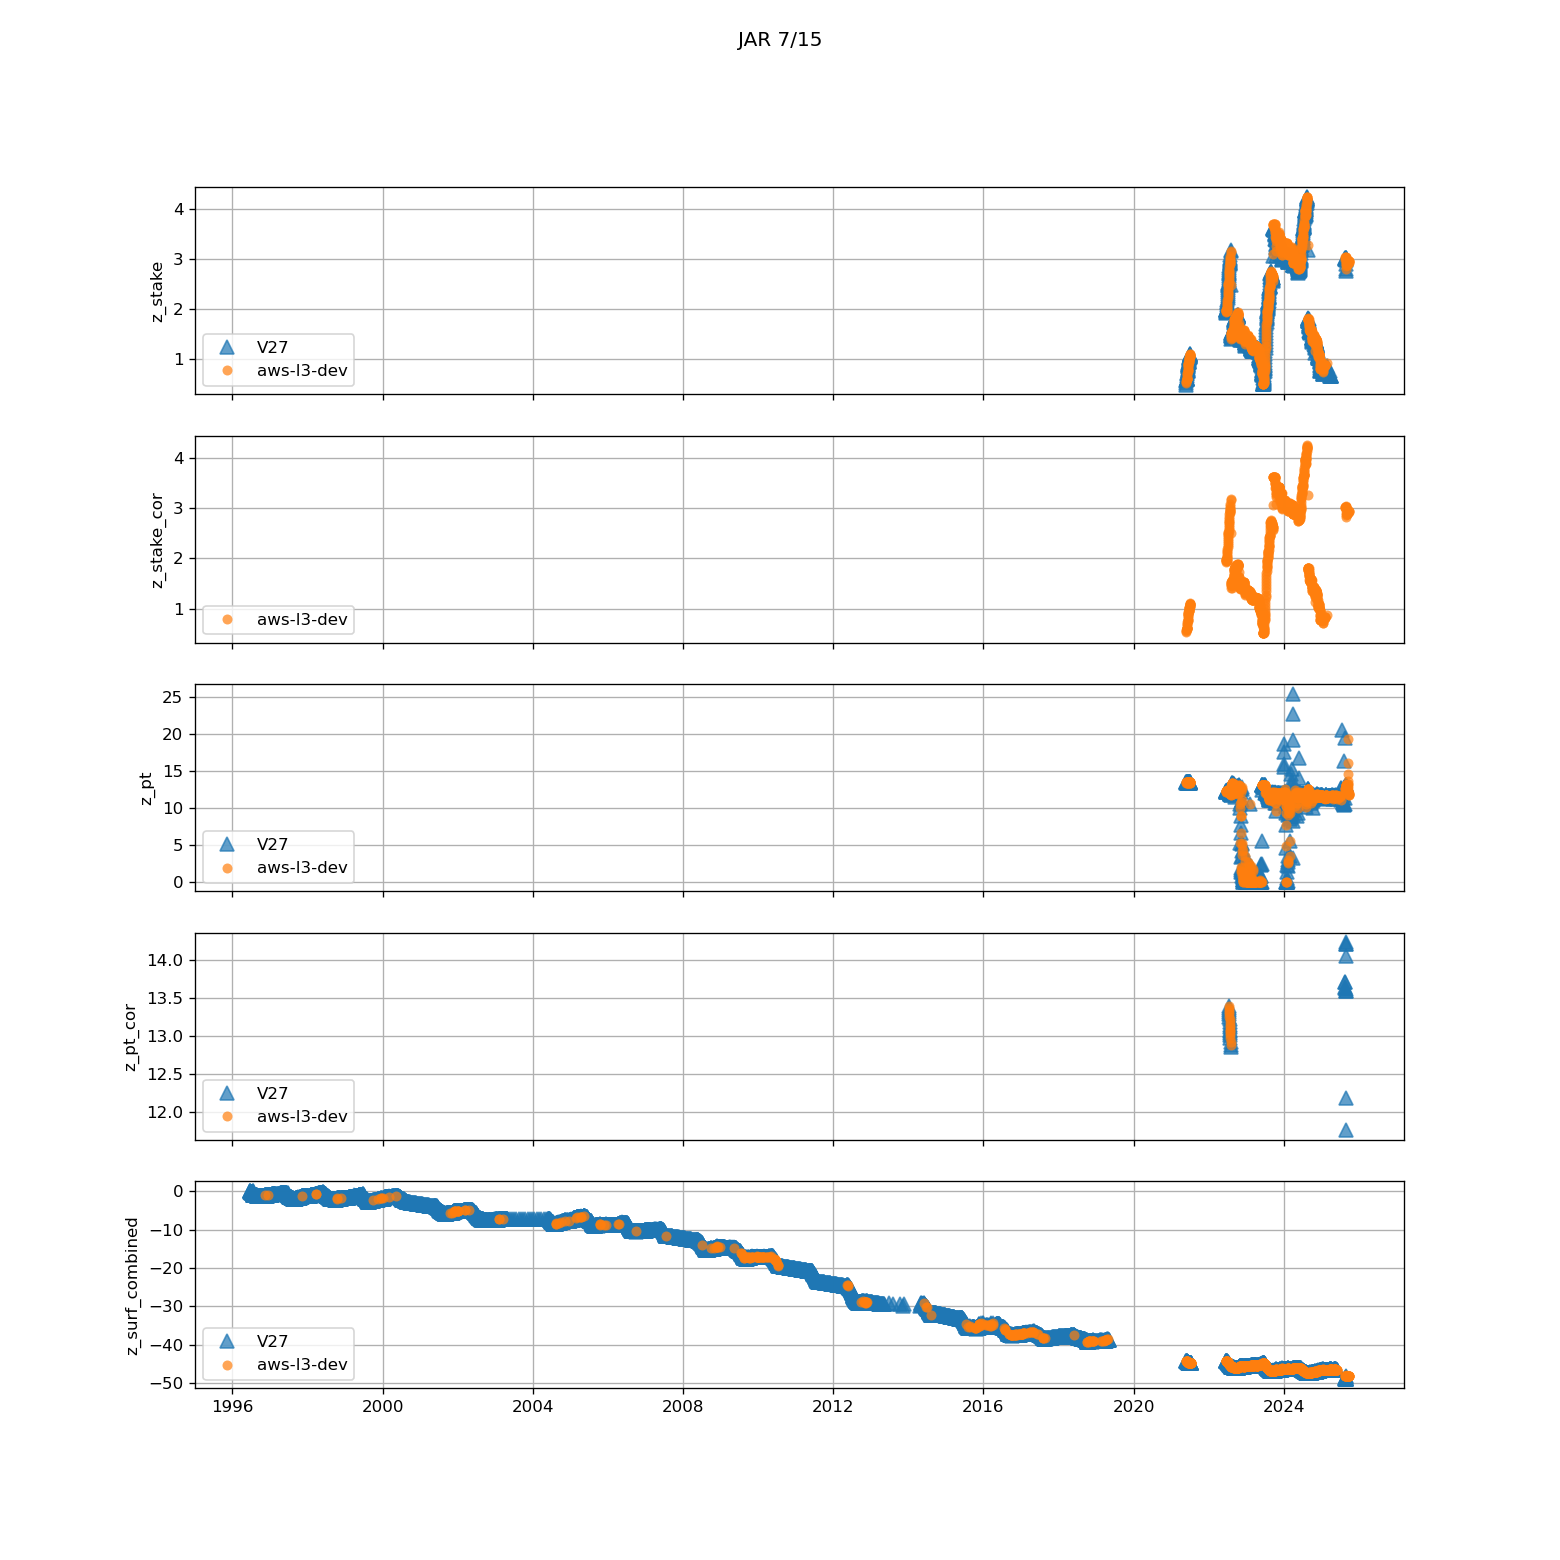 JAR 7/15
4
3
2
1
z_stake
V27
aws-l3-dev
4
3
2
1
z_stake_cor
aws-l3-dev
25
20
15
10
5
0
z_pt
V27
aws-l3-dev
14.0
13.5
13.0
12.5
12.0
z_pt_cor
V27
aws-l3-dev
0
−10
−20
−30
−40
−50
z_surf_combined
V27
aws-l3-dev
1996 2000 2004 2008 2012 2016 2020 2024